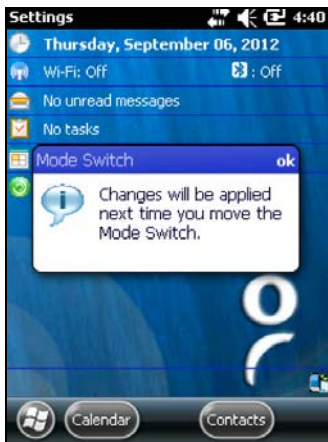 Settings 4:40
Thursday, September 06, 2012
Wi-Fi: Off : Off
No unread messages
No tasks
Mode Switch ok
Changes will be applied
next time you move the
Mode Switch.
Calendar Contacts